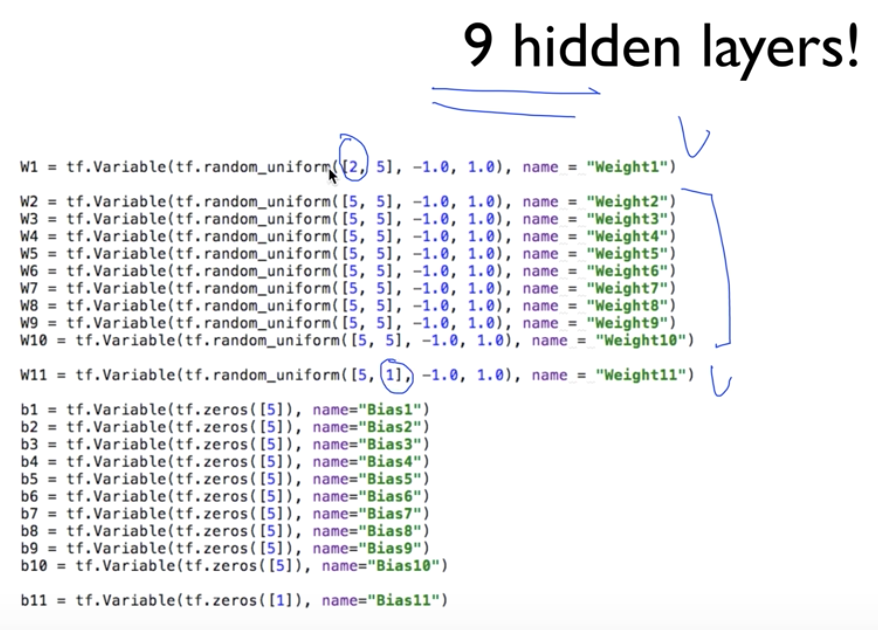 9 hidden layers!
W1 = tf.Variable(tf.random_uniform([2, 5], -1.0, 1.0), name = "Weight1")
W2 = tf.Variable(tf.random_uniform([5, 5], -1.0, 1.0), name = "Weight2")
W3 = tf.Variable(tf.random_uniform([5, 5], -1.0, 1.0), name = "Weight3")
W4 = tf.Variable(tf.random_uniform([5, 5], -1.0, 1.0), name = "Weight4")
W5 = tf.Variable(tf.random_uniform([5, 5], -1.0, 1.0), name = "Weight5")
W6 = tf.Variable(tf.random_uniform([5, 5], -1.0, 1.0), name = "Weight6")
W7 = tf.Variable(tf.random_uniform([5, 5], -1.0, 1.0), name = "Weight7")
W8 = tf.Variable(tf.random_uniform([5, 5], -1.0, 1.0), name = "Weight8")
W9 = tf.Variable(tf.random_uniform([5, 5], -1.0, 1.0), name = "Weight9")
W10 = tf.Variable(tf.random_uniform([5, 5], -1.0, 1.0), name = "Weight10")
W11 = tf.Variable(tf.random_uniform([5, 1], -1.0, 1.0), name = "Weight11")
b1 = tf.Variable(tf.zeros([5]), name="Bias1")
b2 = tf.Variable(tf.zeros([5]), name="Bias2")
b3 = tf.Variable(tf.zeros([5]), name="Bias3")
b4 = tf.Variable(tf.zeros([5]), name="Bias4")
b5 = tf.Variable(tf.zeros([5]), name="Bias5")
b6 = tf.Variable(tf.zeros([5]), name="Bias6")
b7 = tf.Variable(tf.zeros([5]), name="Bias7")
b8 = tf.Variable(tf.zeros([5]), name="Bias8")
b9 = tf.Variable(tf.zeros([5]), name="Bias9")
b10 = tf.Variable(tf.zeros([5]), name="Bias10")
b11 = tf.Variable(tf.zeros([1]), name="Bias11")